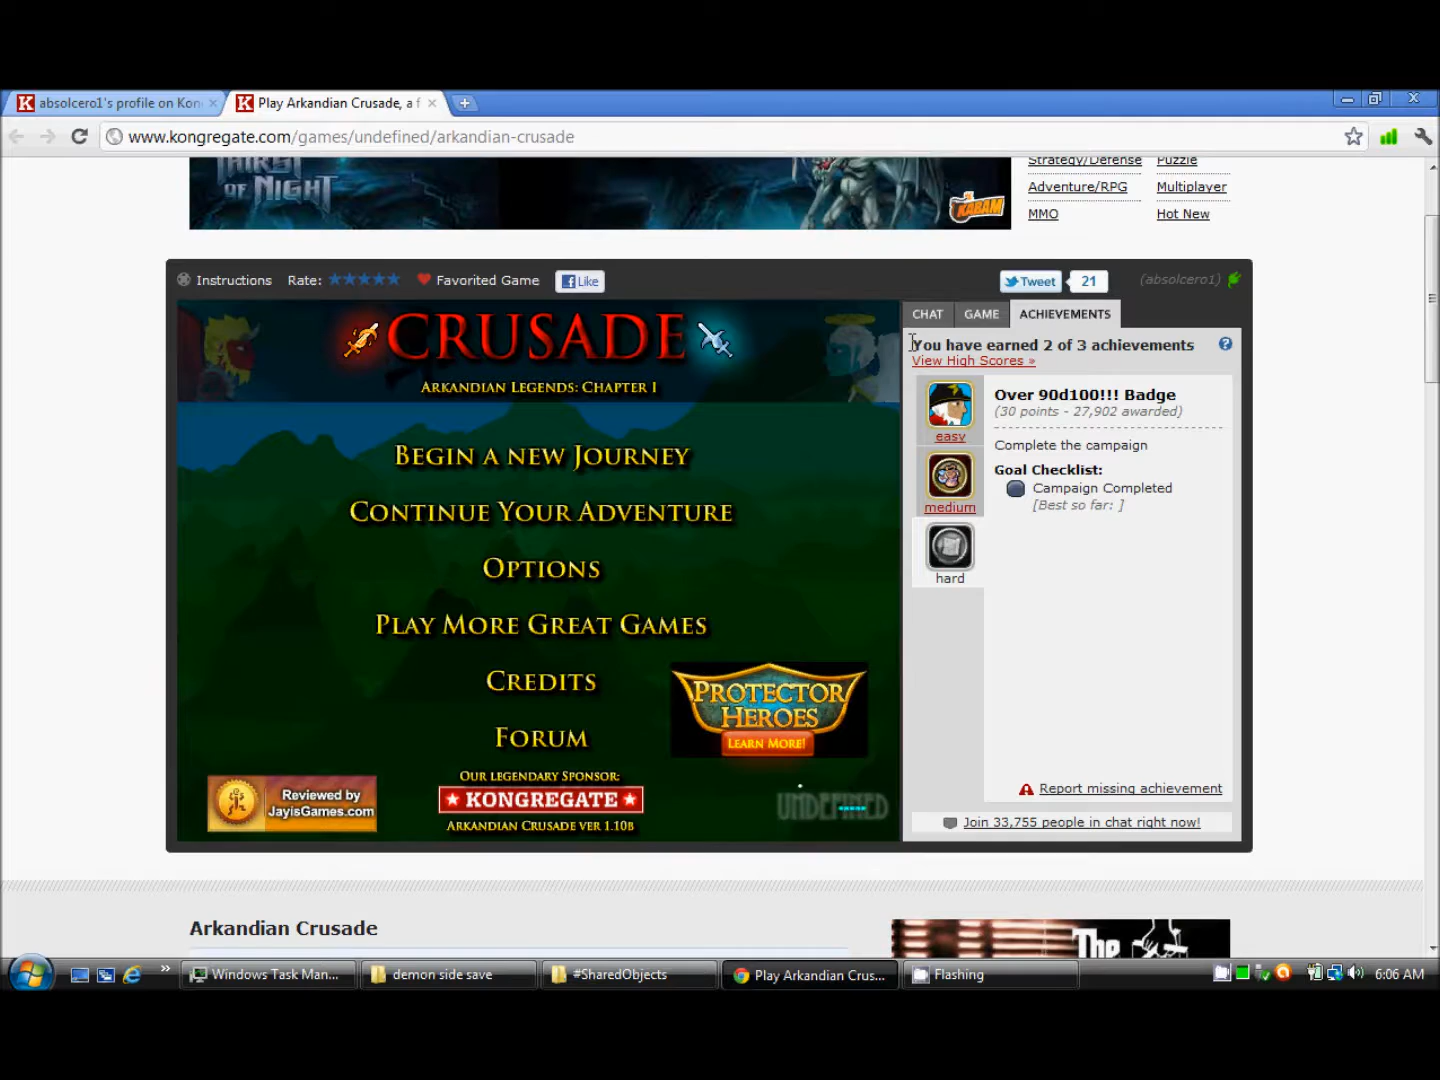 absolcero1's profile on Kon
Play Arkandian Crusade, a f
www.kongregate.com/games/undefined/arkandian-crusade
THIRST
OF NIGHT
KABAM
Strategy/Defense Puzzle
Adventure/RPG Multiplayer
MMO Hot New
Instructions Rate: Favorited Game Like Tweet 21 (absolcero1)
CRUSADE
ARKANDIAN LEGENDS: CHAPTER I
BEGIN A NEW JOURNEY
CONTINUE YOUR ADVENTURE
OPTIONS
PLAY MORE GREAT GAMES
CREDITS
FORUM
PROTECTOR
HEROES
LEARN MORE!
Reviewed by
JayisGames.com
OUR LEGENDARY SPONSOR:
KONGREGATE
ARKANDIAN CRUSADE VER 1.10B
UNDEFINED
CHAT GAME ACHIEVEMENTS
You have earned 2 of 3 achievements
View High Scores »
easy
medium
hard
Over 90d100!!! Badge
(30 points - 27,902 awarded)
Complete the campaign
Goal Checklist:
Campaign Completed
[Best so far: ]
Report missing achievement
Join 33,755 people in chat right now!
Arkandian Crusade
The
Windows Task Man...
demon side save
#SharedObjects
Play Arkandian Crus...
Flashing
6:06 AM